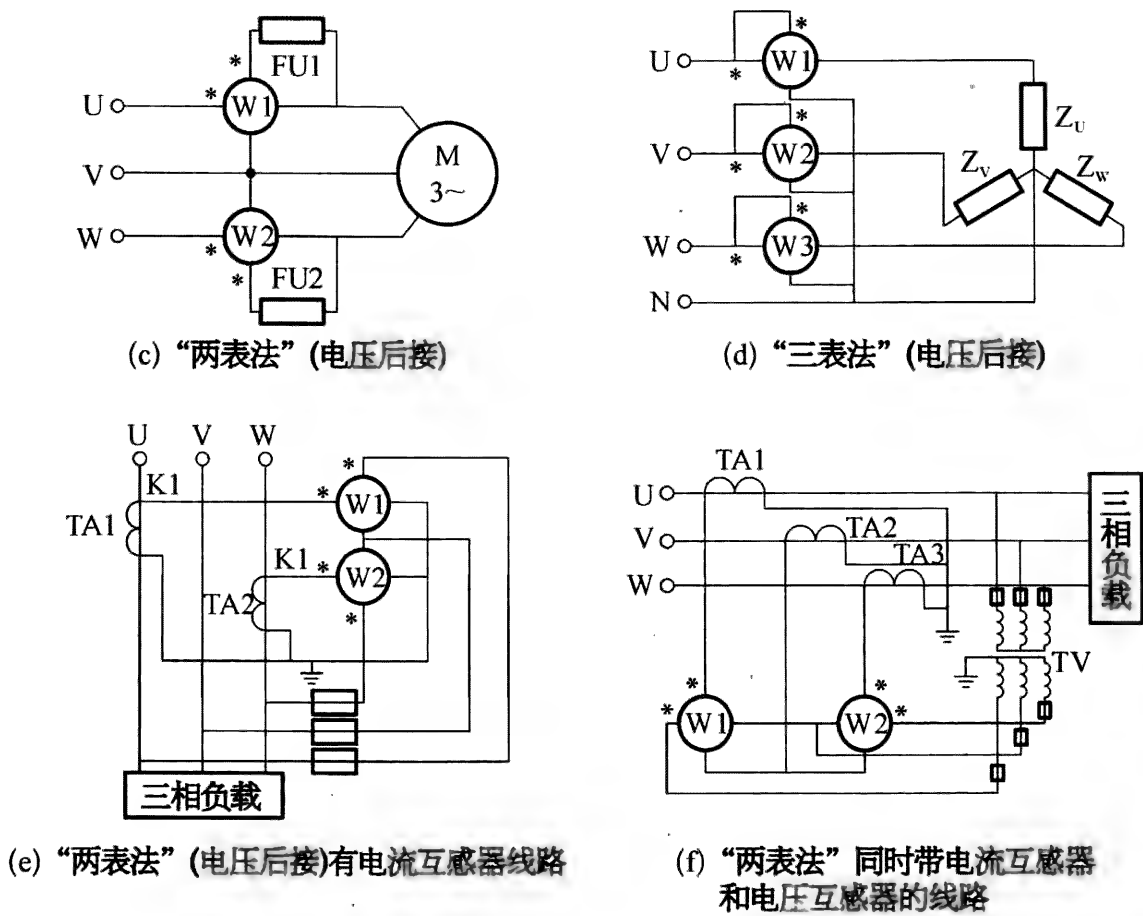 * FU1 *
U * W1
V M 3~
W * W2
* FU2
(c) “两表法”(电压后接)
U * W1 *
V * W2 *
W * W3 *
N
Z_U
Z_V Z_W
(d) “三表法”(电压后接)
U V W
K1 * * W1
TA1
K1 * W2
TA2 *
三相负载
(e) “两表法”(电压后接)有电流互感器线路
TA1
U
V TA2
W TA3
三相负载
TV
* * W1 * W2 *
(f) “两表法”同时带电流互感器
和电压互感器的线路